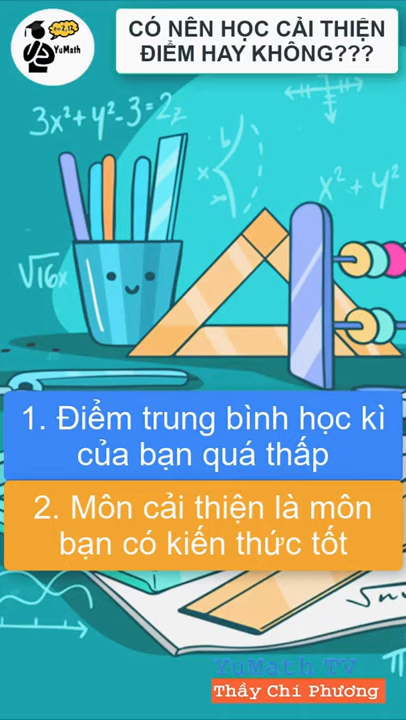 YuMath
CÓ NÊN HỌC CẢI THIỆN
ĐIỂM HAY KHÔNG???
3x²+y²-3=2z
x² + y²
√16x
1. Điểm trung bình học kì
của bạn quá thấp
2. Môn cải thiện là môn
bạn có kiến thức tốt
YuMath TV
Thầy Chí Phương